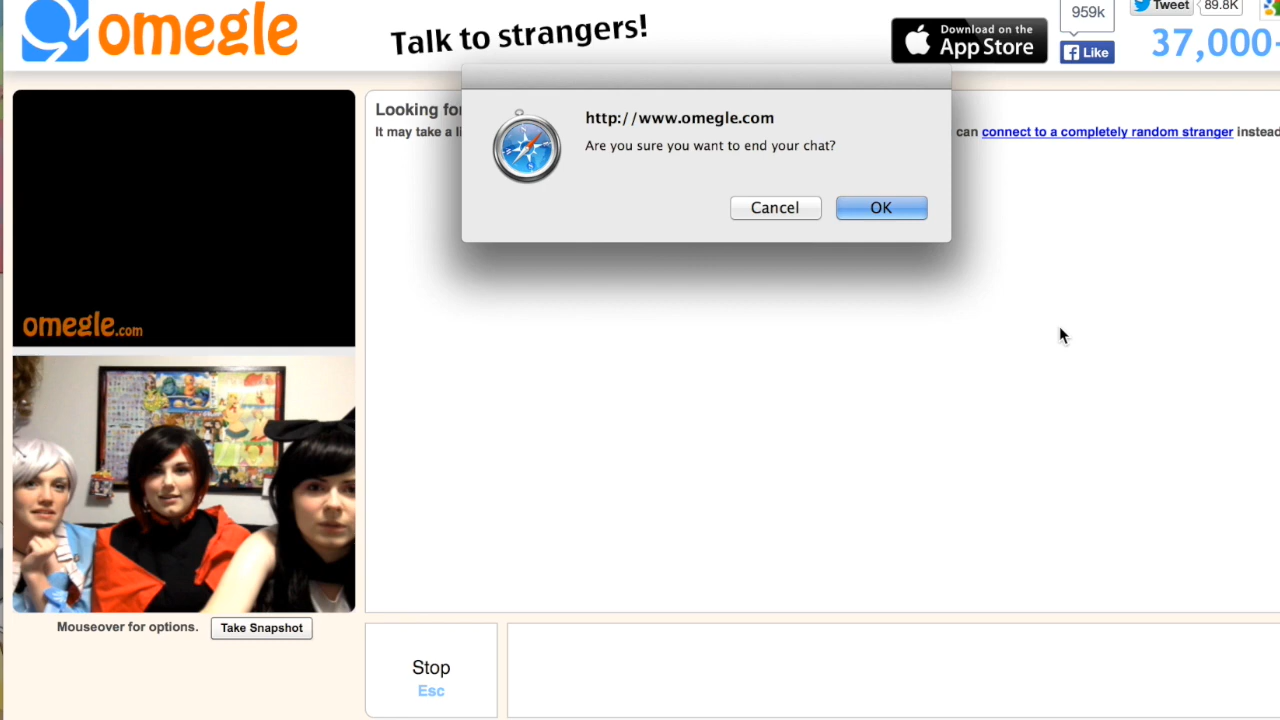 omegle
Talk to strangers!
Download on the
App Store
959k
Like
Tweet
89.8K
37,000
http://www.omegle.com
Are you sure you want to end your chat?
Cancel
OK
Looking fo
It may take a l
can connect to a completely random stranger instead
omegle.com
Mouseover for options.
Take Snapshot
Stop
Esc